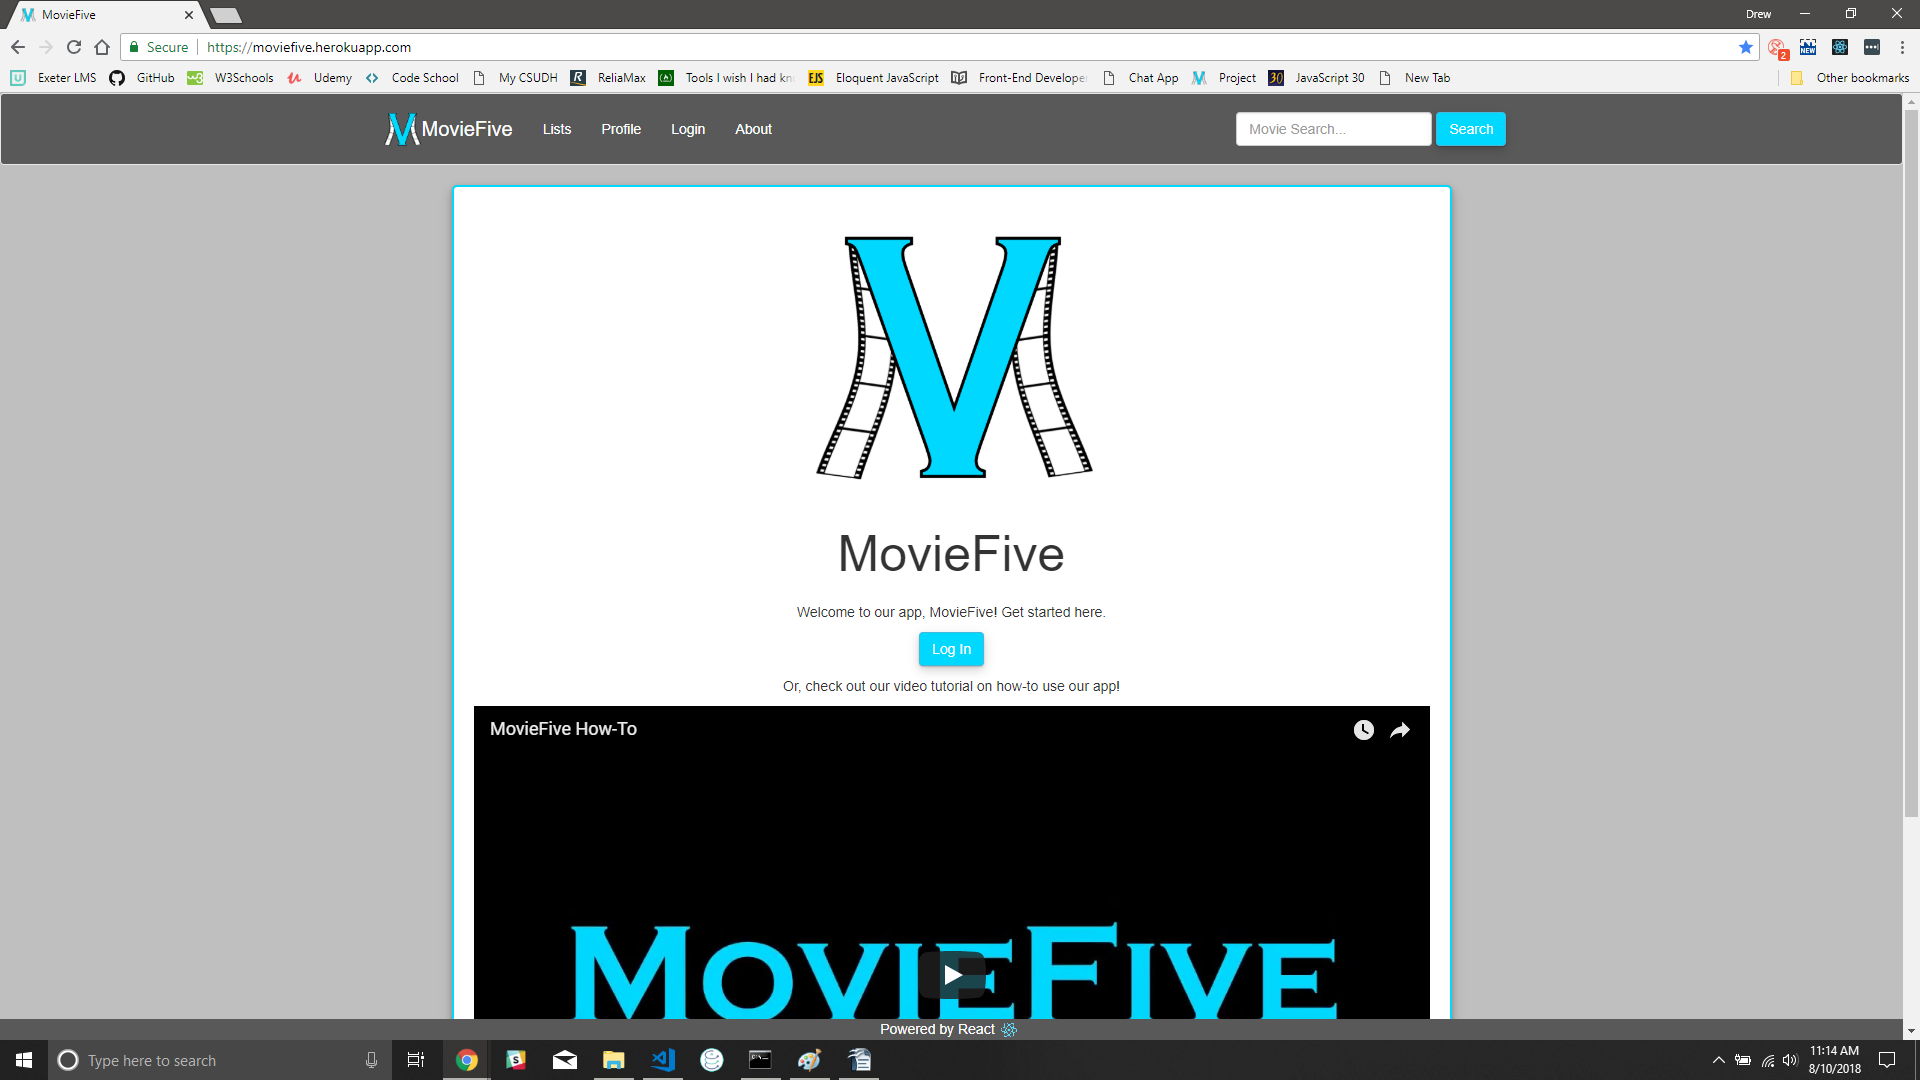 MovieFive
Drew
Secure
https://moviefive.herokuapp.com
2
NEW
Exeter LMS
GitHub
W3Schools
Udemy
Code School
My CSUDH
ReliaMax
Tools I wish I had kn
EJS
Eloquent JavaScript
Front-End Develope
Chat App
Project
30
JavaScript 30
New Tab
Other bookmarks
MovieFive
Lists
Profile
Login
About
Movie Search...
Search
V
MovieFive
Welcome to our app, MovieFive! Get started here.
Log In
Or, check out our video tutorial on how-to use our app!
MovieFive How-To
MOVIEFIVE
Powered by React
Type here to search
11:14 AM
8/10/2018